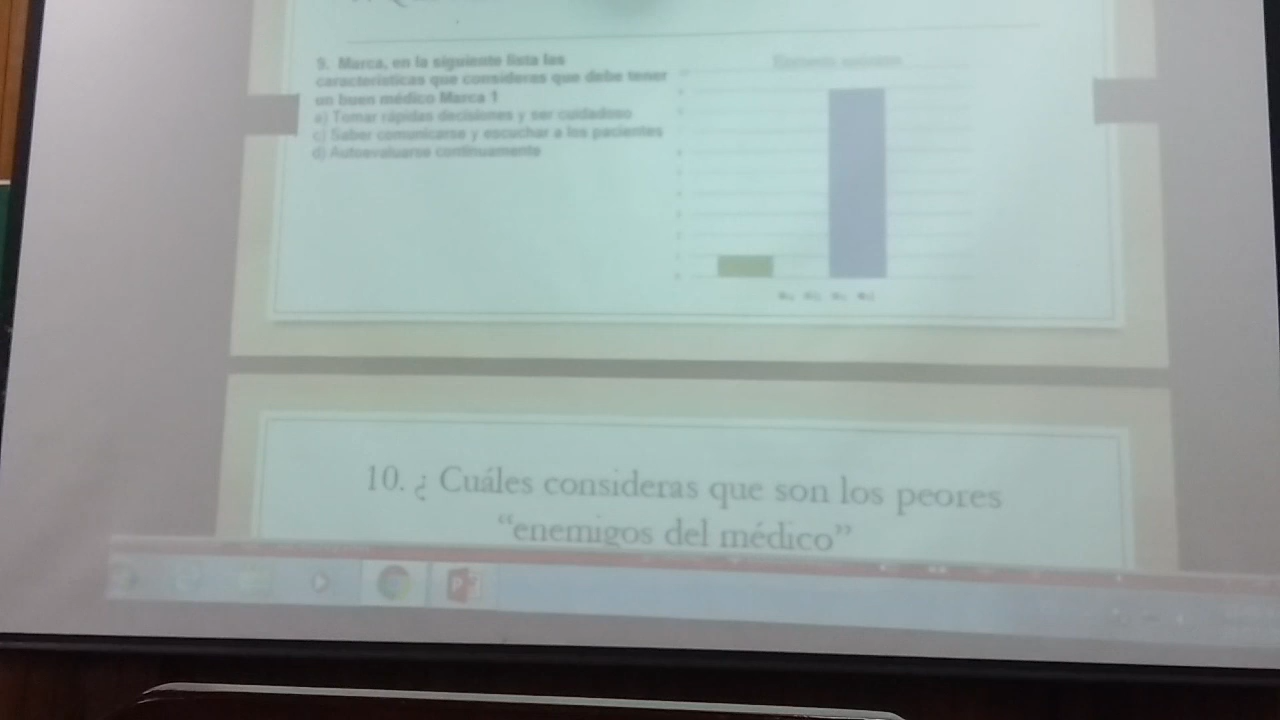 9. Marca, en la siguiente lista las
características que consideras que debe tener
un buen médico Marca 1
a) Tomar rápidas decisiones y ser cuidadoso
c) Saber comunicarse y escuchar a los pacientes
d) Autoevaluarse continuamente
10. ¿ Cuáles consideras que son los peores
“enemigos del médico”